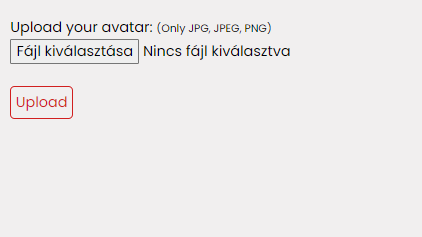 Upload your avatar: (Only JPG, JPEG, PNG)
Fájl kiválasztása Nincs fájl kiválasztva
Upload